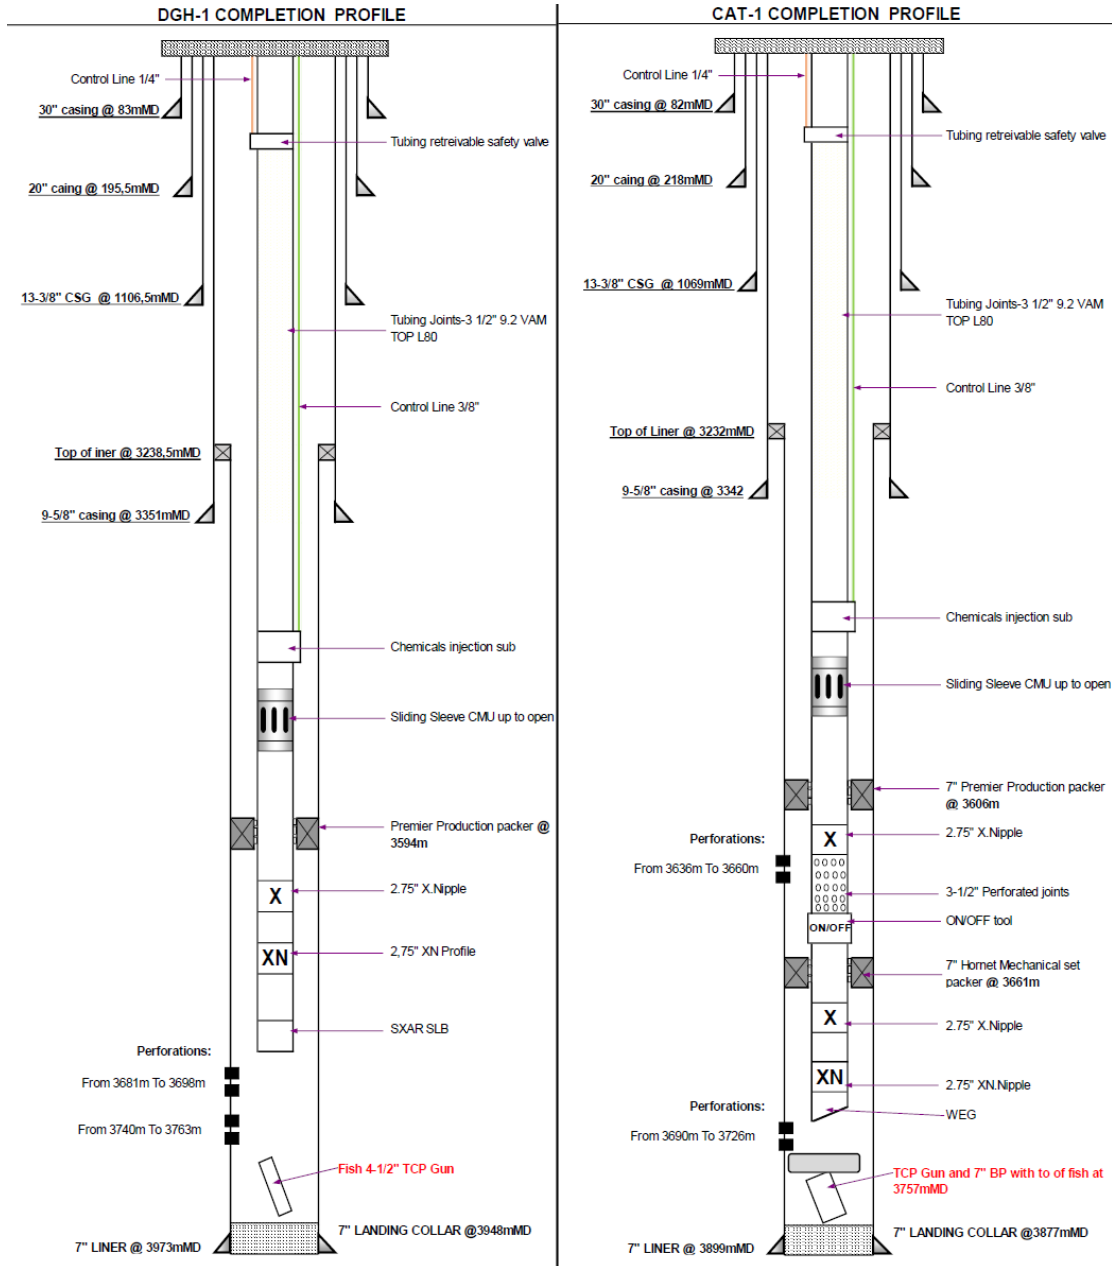 DGH-1 COMPLETION PROFILE
Control Line 1/4"
30" casing @ 83mMD
Tubing retreivable safety valve
20" caing @ 195,5mMD
13-3/8" CSG @ 1106,5mMD
Tubing Joints-3 1/2" 9.2 VAM
TOP L80
Control Line 3/8"
Top of iner @ 3238,5mMD
9-5/8" casing @ 3351mMD
Chemicals injection sub
Sliding Sleeve CMU up to open
Premier Production packer @
3594m
2.75" X.Nipple
X
2,75" XN Profile
XN
SXAR SLB
Perforations:
From 3681m To 3698m
From 3740m To 3763m
Fish 4-1/2" TCP Gun
7" LANDING COLLAR @3948mMD
7" LINER @ 3973mMD
CAT-1 COMPLETION PROFILE
Control Line 1/4"
30" casing @ 82mMD
Tubing retreivable safety valve
20" caing @ 218mMD
13-3/8" CSG @ 1069mMD
Tubing Joints-3 1/2" 9.2 VAM
TOP L80
Control Line 3/8"
Top of Liner @ 3232mMD
9-5/8" casing @ 3342
Chemicals injection sub
Sliding Sleeve CMU up to open
7" Premier Production packer
@ 3606m
2.75" X.Nipple
X
Perforations:
From 3636m To 3660m
3-1/2" Perforated joints
ON/OFF tool
ON/OFF
7" Hornet Mechanical set
packer @ 3661m
X
2.75" X.Nipple
XN
2.75" XN.Nipple
WEG
Perforations:
From 3690m To 3726m
TCP Gun and 7" BP with to of fish at
3757mMD
7" LANDING COLLAR @3877mMD
7" LINER @ 3899mMD